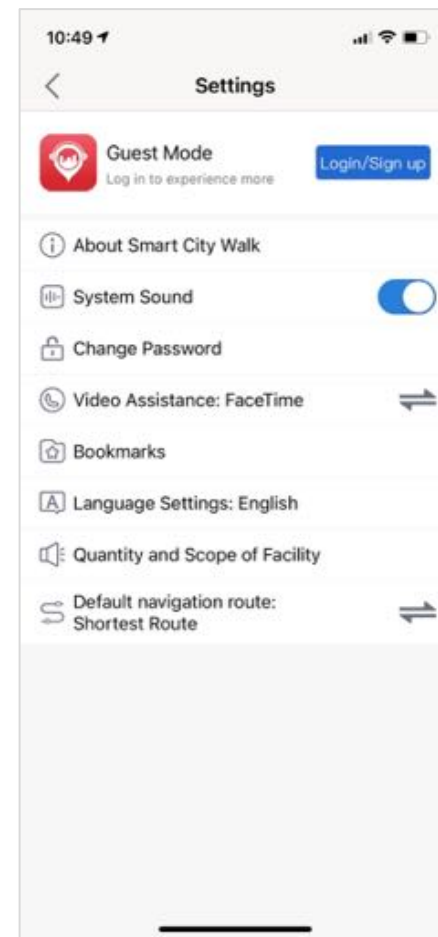 10:49
Settings
Guest Mode
Log in to experience more
Login/Sign up
About Smart City Walk
System Sound
Change Password
Video Assistance: FaceTime
Bookmarks
A Language Settings: English
Quantity and Scope of Facility
Default navigation route:
Shortest Route